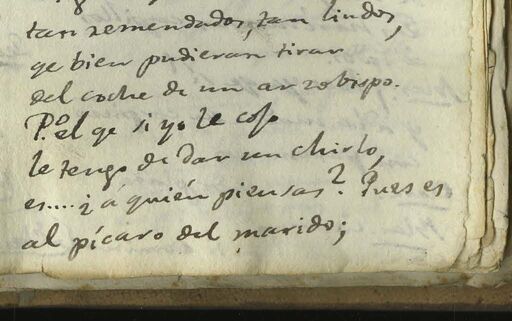 tan remendados, tan lindos,
qe bien pudieran tirar
del coche de un arzobispo.
Po el qe si yo le cojo
le tengo de dar un chirlo,
es.... ¿á quién piensas? Pues es
al pícaro del marido;